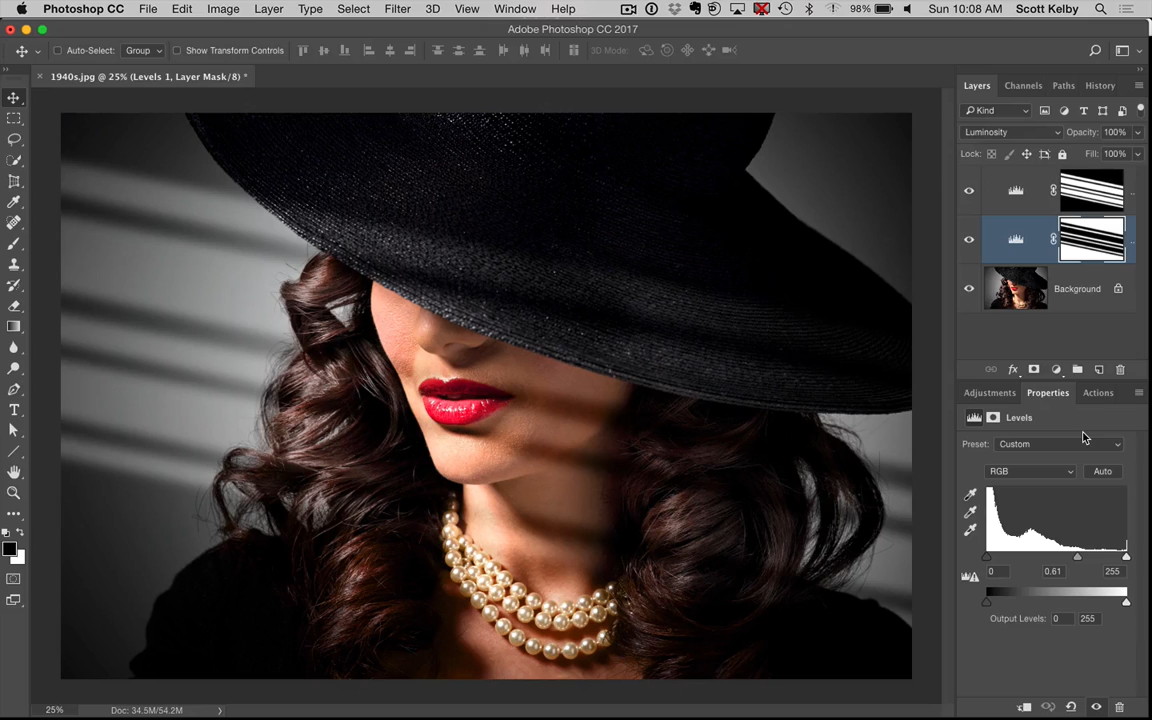 Photoshop CC File Edit Image Layer Type Select Filter 3D View Window Help 98% Sun 10:08 AM Scott Kelby
Adobe Photoshop CC 2017
Auto-Select: Group Show Transform Controls 3D Mode:
1940s.jpg @ 25% (Levels 1, Layer Mask/8) *
Layers Channels Paths History
Kind
Luminosity Opacity: 100%
Lock: Fill: 100%
Background
fx
Adjustments Properties Actions
Levels
Preset: Custom
RGB Auto
0 0.61 255
Output Levels: 0 255
25% Doc: 34.5M/54.2M